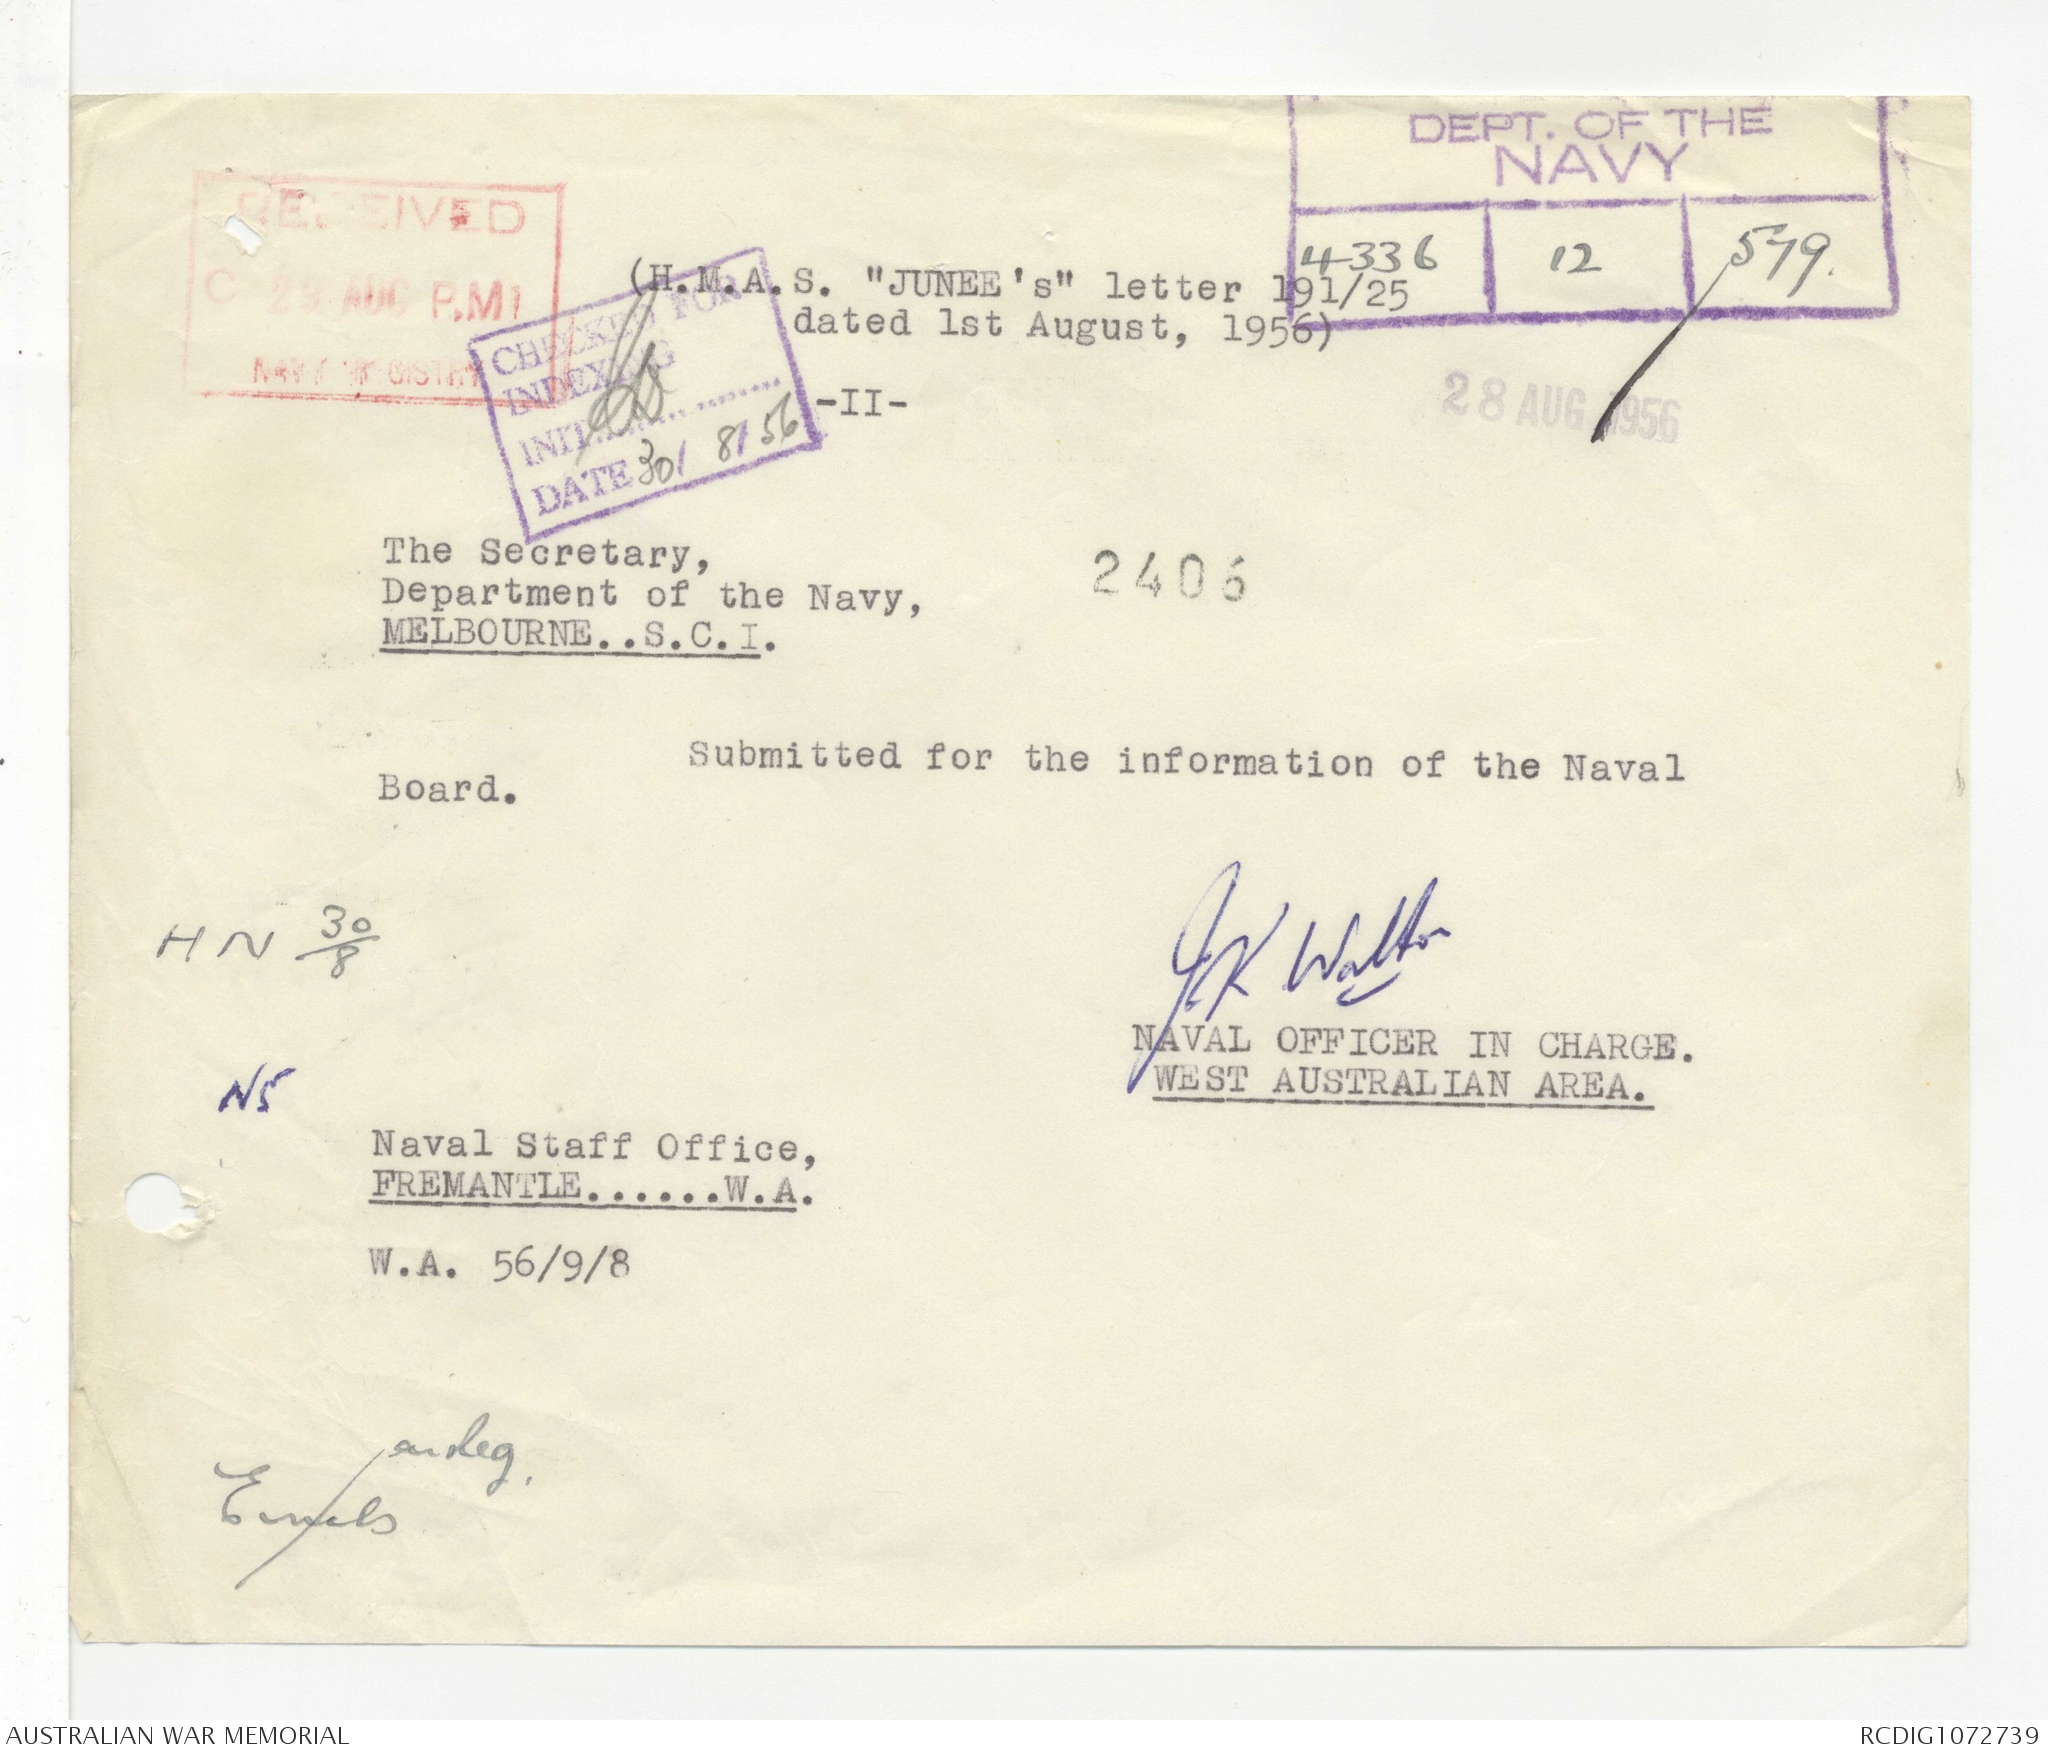 DEPT. OF THE
NAVY
4336 12 579.
RECEIVED
28 AUG P.M1
NAVY REGISTRY
(H.M.A.S. "JUNEE's" letter 191/25
dated 1st August, 1956)
CHECKED FOR
INDEXING
INIT..................
DATE 30/ 8/ 56
-II-
28 AUG 1956
The Secretary,
Department of the Navy,
MELBOURNE..S.C.I.
2406
Submitted for the information of the Naval
Board.
HN 30/8
J.K Walton
NAVAL OFFICER IN CHARGE.
WEST AUSTRALIAN AREA.
N5
Naval Staff Office,
FREMANTLE......W.A.
W.A. 56/9/8
AUSTRALIAN WAR MEMORIAL
RCDIG1072739